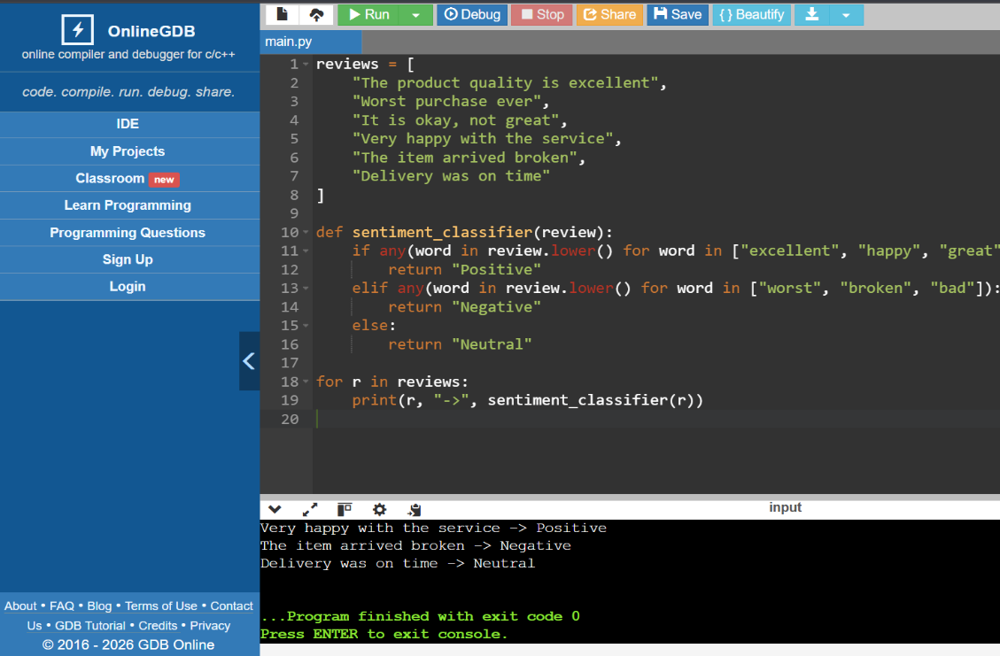 OnlineGDB
online compiler and debugger for c/c++
code. compile. run. debug. share.
IDE
My Projects
Classroom new
Learn Programming
Programming Questions
Sign Up
Login
About • FAQ • Blog • Terms of Use • Contact
Us • GDB Tutorial • Credits • Privacy
© 2016 - 2026 GDB Online
Run Debug Stop Share Save { } Beautify
main.py
1 reviews = [
2     "The product quality is excellent",
3     "Worst purchase ever",
4     "It is okay, not great",
5     "Very happy with the service",
6     "The item arrived broken",
7     "Delivery was on time"
8 ]
9
10 def sentiment_classifier(review):
11     if any(word in review.lower() for word in ["excellent", "happy", "great"
12         return "Positive"
13     elif any(word in review.lower() for word in ["worst", "broken", "bad"]):
14         return "Negative"
15     else:
16         return "Neutral"
17
18 for r in reviews:
19     print(r, "->", sentiment_classifier(r))
20
input
Very happy with the service -> Positive
The item arrived broken -> Negative
Delivery was on time -> Neutral
...Program finished with exit code 0
Press ENTER to exit console.